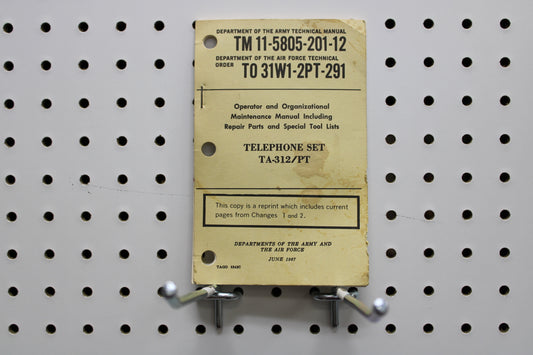 DEPARTMENT OF THE ARMY TECHNICAL MANUAL
TM 11-5805-201-12
DEPARTMENT OF THE AIR FORCE TECHNICAL
ORDER TO 31W1-2PT-291
Operator and Organizational
Maintenance Manual Including
Repair Parts and Special Tool Lists
TELEPHONE SET
TA-312/PT
This copy is a reprint which includes current
pages from Changes 1 and 2.
DEPARTMENTS OF THE ARMY AND
THE AIR FORCE
JUNE 1967
TAGO